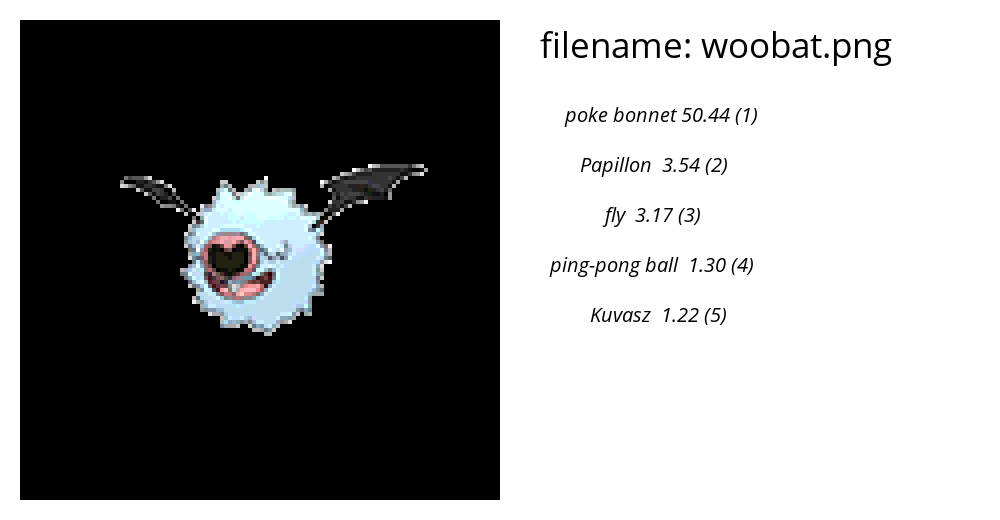 filename: woobat.png
poke bonnet 50.44 (1)
Papillon 3.54 (2)
fly 3.17 (3)
ping-pong ball 1.30 (4)
Kuvasz 1.22 (5)